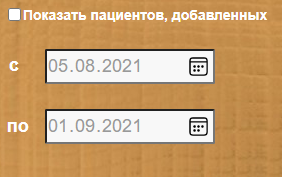 Показать пациентов, добавленных
с 05.08.2021
по 01.09.2021